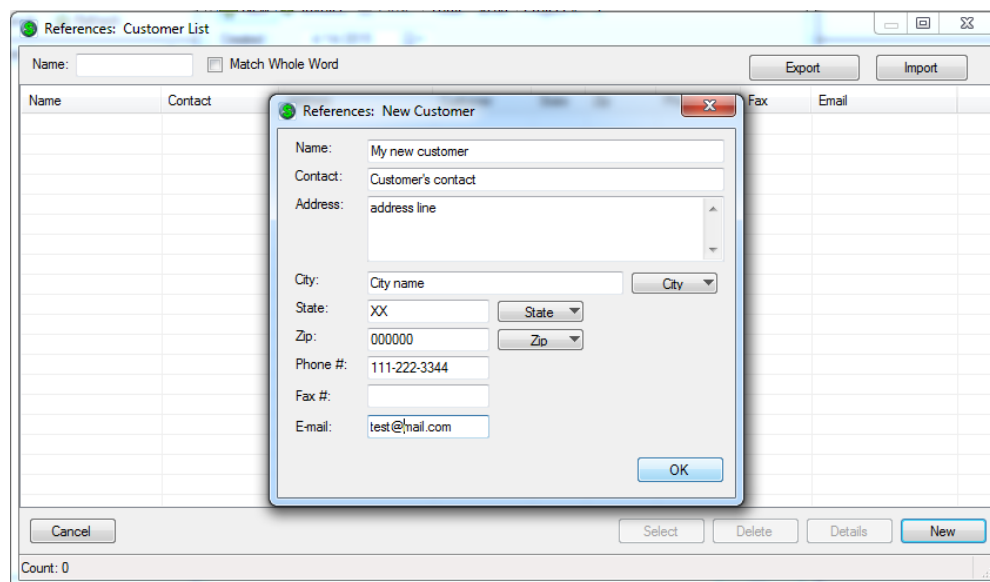 References: Customer List
Name:
Match Whole Word
Export
Import
Name Contact Fax Email
References: New Customer
Name: My new customer
Contact: Customer's contact
Address: address line
City: City name City
State: XX State
Zip: 000000 Zip
Phone #: 111-222-3344
Fax #:
E-mail: test@mail.com
OK
Cancel Select Delete Details New
Count: 0